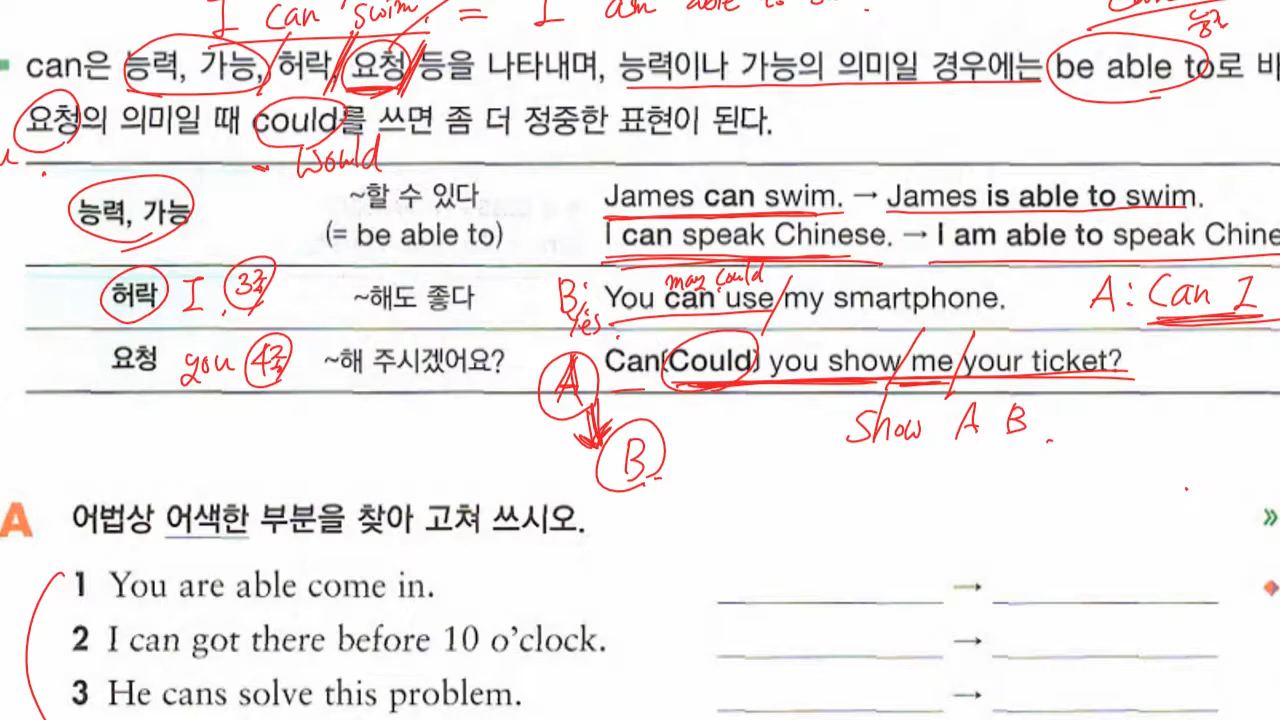 I can swim. = I am able to
can은 능력, 가능, 허락, 요청 등을 나타내며, 능력이나 가능의 의미일 경우에는 be able to로 바
요청의 의미일 때 could를 쓰면 좀 더 정중한 표현이 된다.
would
능력, 가능 ~할 수 있다 James can swim. → James is able to swim.
(= be able to) I can speak Chinese. → I am able to speak Chine
may could
허락 I 3주 ~해도 좋다 B: You can use my smartphone. A: Can I
Yes
요청 you 4주 ~해 주시겠어요? A Can(Could) you show me your ticket?
Show A B.
B
A 어법상 어색한 부분을 찾아 고쳐 쓰시오. »
1 You are able come in. →
2 I can got there before 10 o'clock. →
3 He cans solve this problem. →